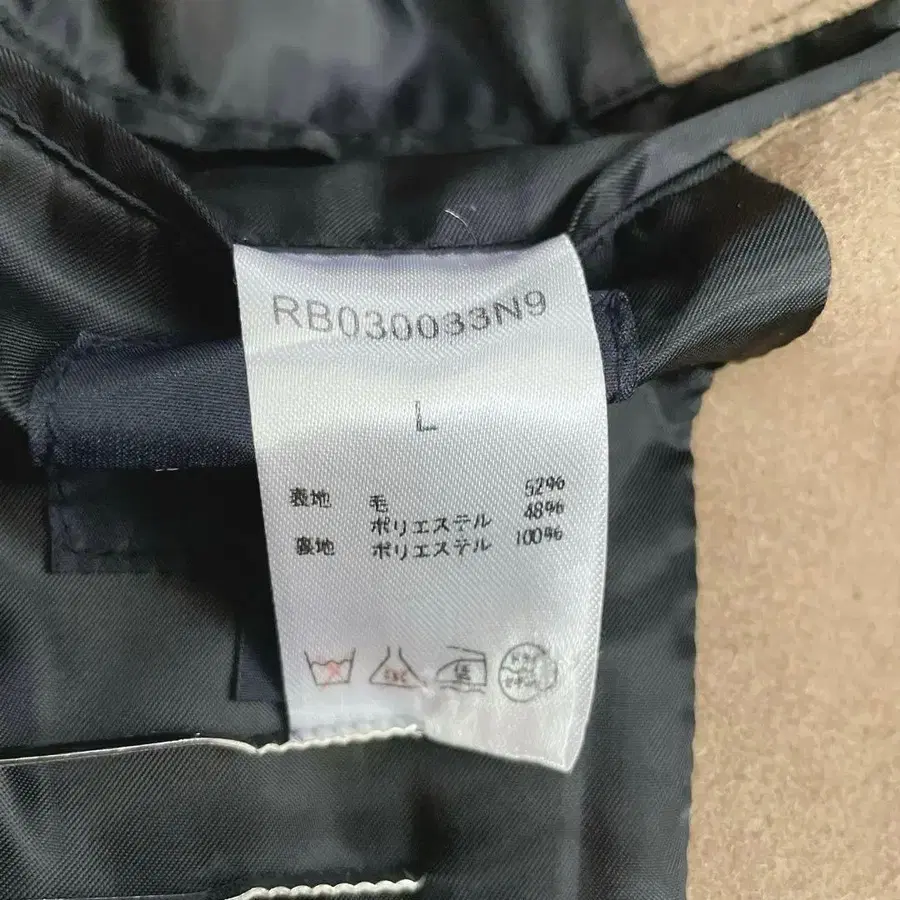 RB030033N9
L
表地 毛 52%
ポリエステル 48%
裏地 ポリエステル 100%